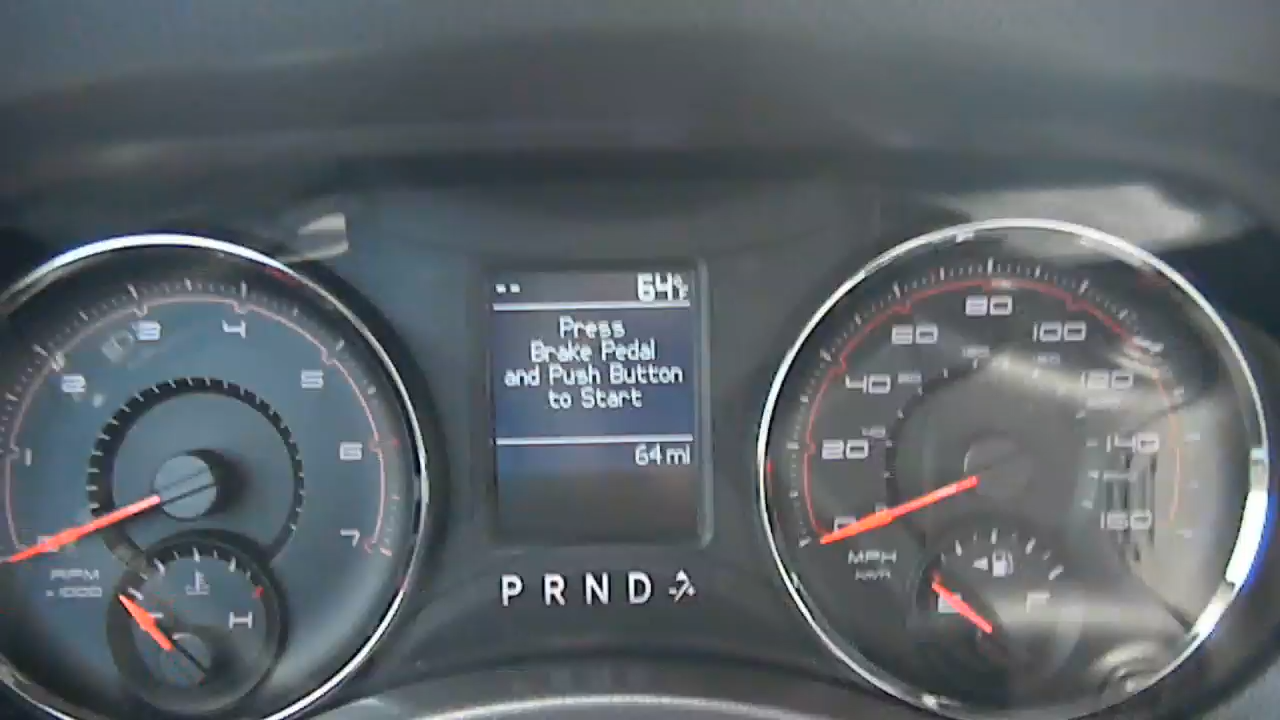 -- 64°F
Press
Brake Pedal
and Push Button
to Start
64 mi
P R N D
1 2 3 4 5 6 7
RPM
x 1000
H
20 40 60 80 100 120 140 160
MPH
km/h
E F